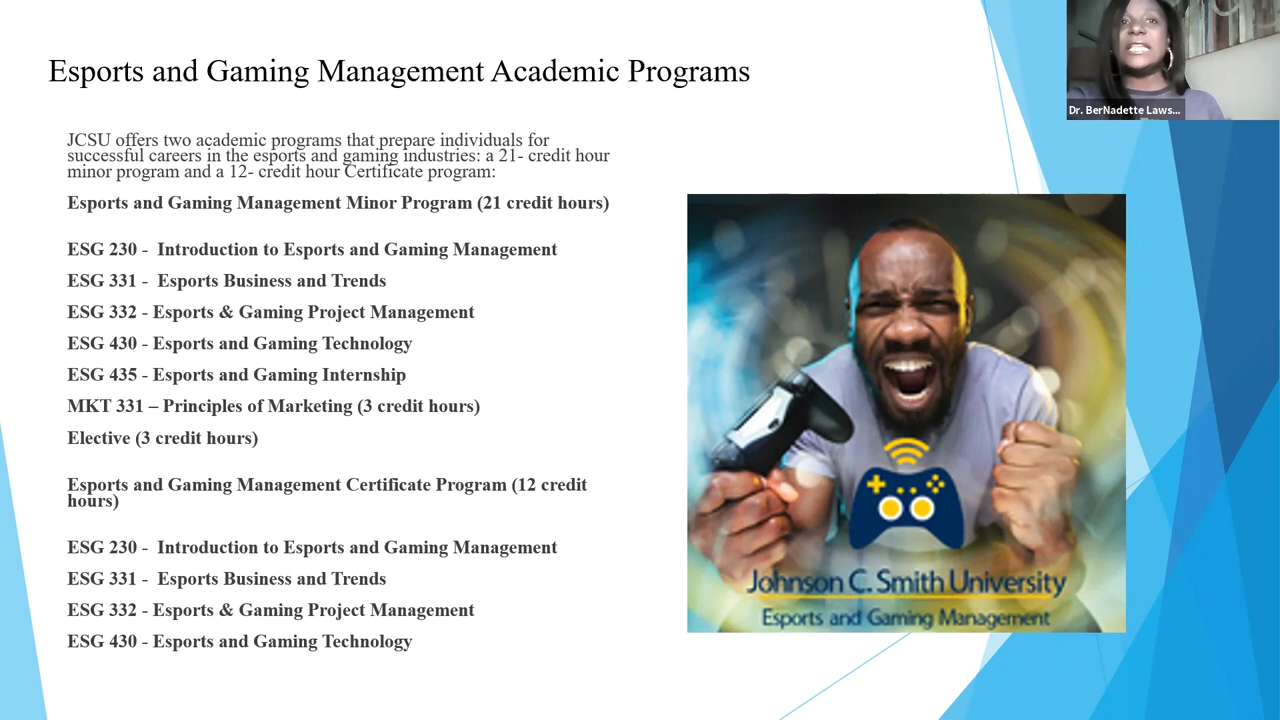 Esports and Gaming Management Academic Programs
Dr. BerNadette Laws...
JCSU offers two academic programs that prepare individuals for
successful careers in the esports and gaming industries: a 21- credit hour
minor program and a 12- credit hour Certificate program:
Esports and Gaming Management Minor Program (21 credit hours)
ESG 230 -  Introduction to Esports and Gaming Management
ESG 331 -  Esports Business and Trends
ESG 332 - Esports & Gaming Project Management
ESG 430 - Esports and Gaming Technology
ESG 435 - Esports and Gaming Internship
MKT 331 – Principles of Marketing (3 credit hours)
Elective (3 credit hours)
Esports and Gaming Management Certificate Program (12 credit
hours)
ESG 230 -  Introduction to Esports and Gaming Management
ESG 331 -  Esports Business and Trends
ESG 332 - Esports & Gaming Project Management
ESG 430 - Esports and Gaming Technology
Johnson C. Smith University
Esports and Gaming Management